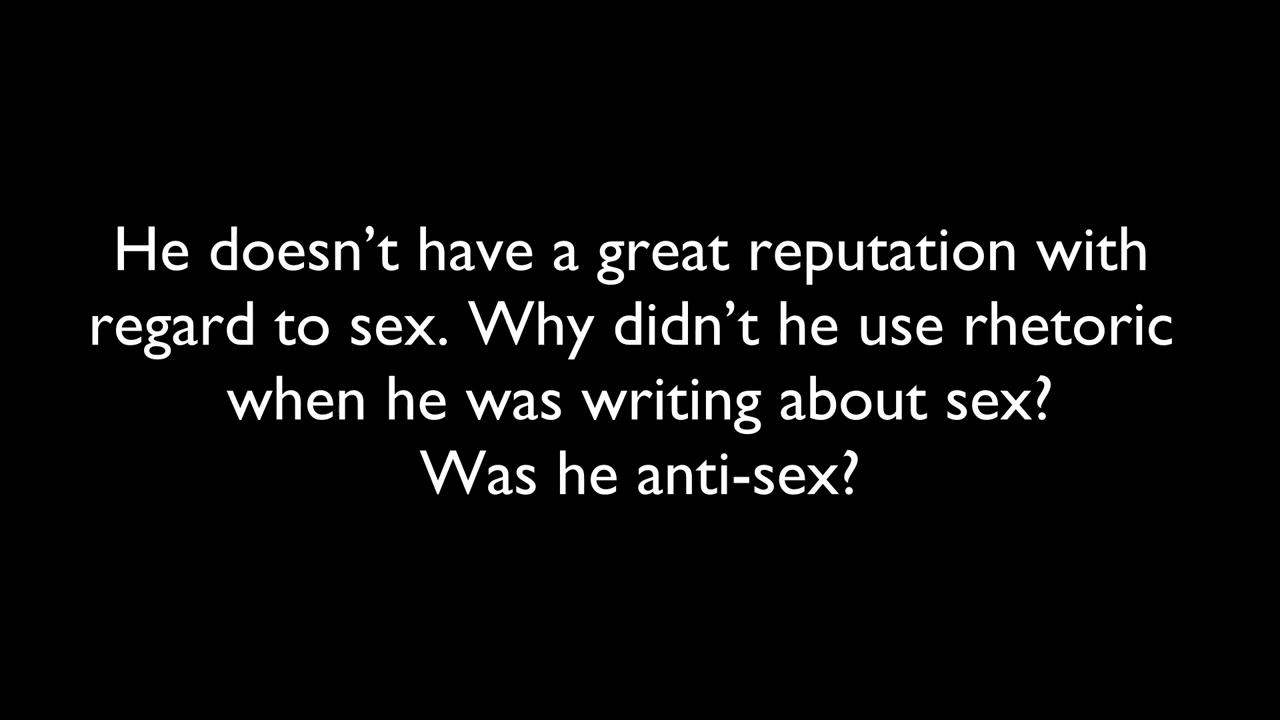 He doesn’t have a great reputation with
regard to sex. Why didn’t he use rhetoric
when he was writing about sex?
Was he anti-sex?